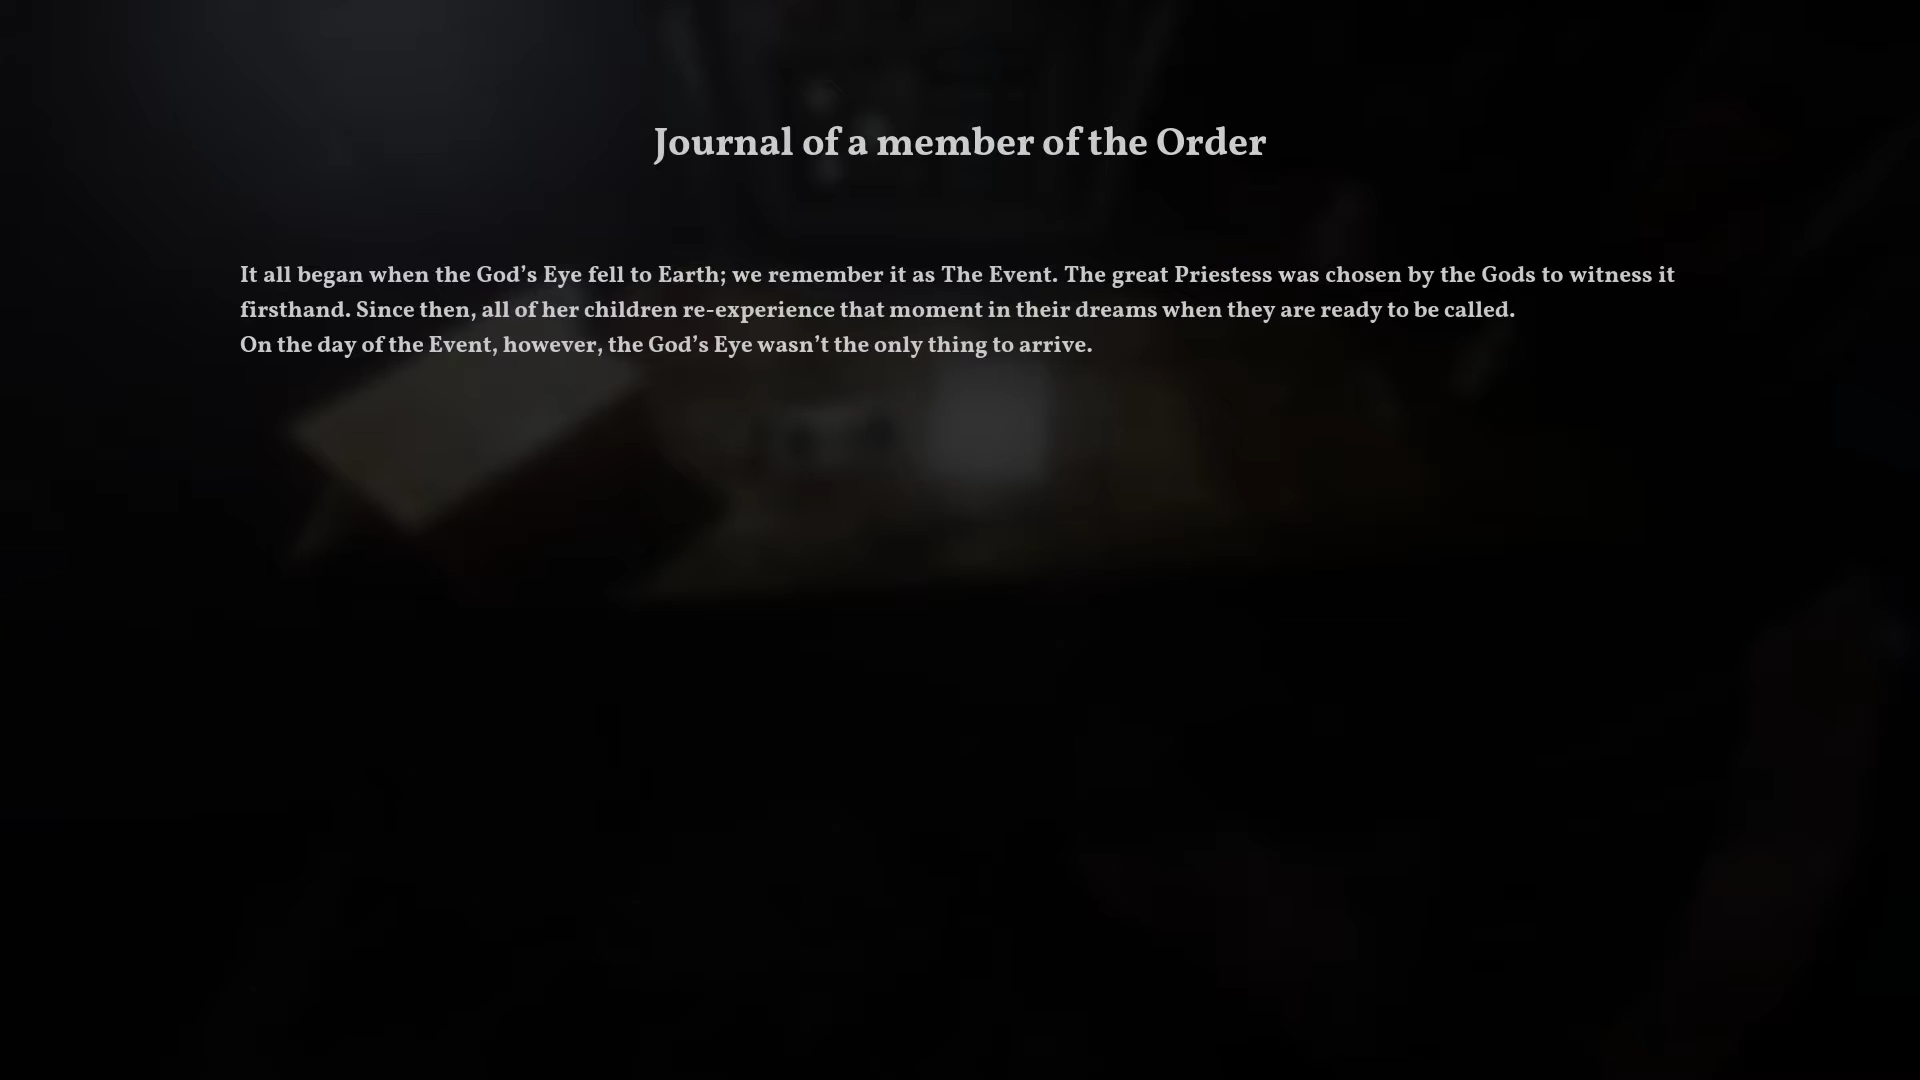 Journal of a member of the Order
It all began when the God’s Eye fell to Earth; we remember it as The Event. The great Priestess was chosen by the Gods to witness it
firsthand. Since then, all of her children re-experience that moment in their dreams when they are ready to be called.
On the day of the Event, however, the God’s Eye wasn’t the only thing to arrive.